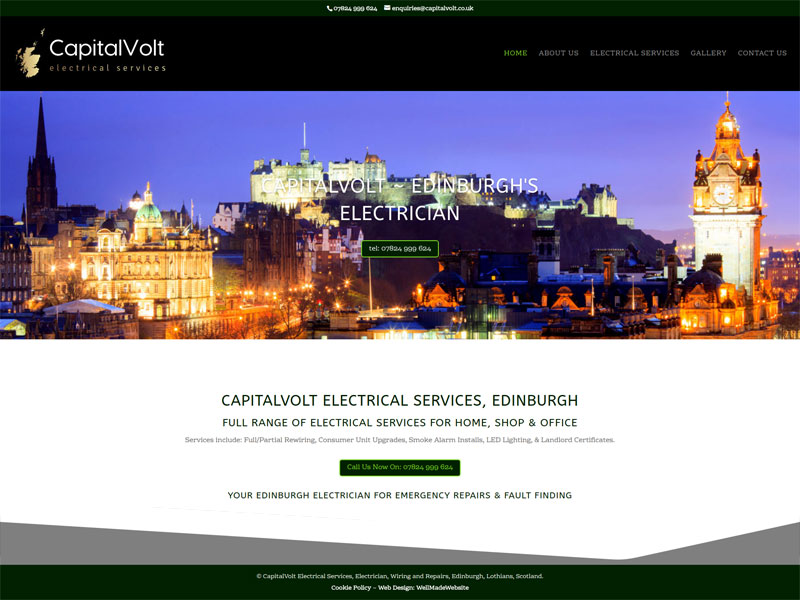 07824 999 624 enquiries@capitalvolt.co.uk
CapitalVolt
electrical services
HOME ABOUT US ELECTRICAL SERVICES GALLERY CONTACT US
CAPITALVOLT ~ EDINBURGH'S
ELECTRICIAN
tel: 07824 999 624
CAPITALVOLT ELECTRICAL SERVICES, EDINBURGH
FULL RANGE OF ELECTRICAL SERVICES FOR HOME, SHOP & OFFICE
Services include: Full/Partial Rewiring, Consumer Unit Upgrades, Smoke Alarm Installs, LED Lighting, & Landlord Certificates.
Call Us Now On: 07824 999 624
YOUR EDINBURGH ELECTRICIAN FOR EMERGENCY REPAIRS & FAULT FINDING
© CapitalVolt Electrical Services, Electrician, Wiring and Repairs, Edinburgh, Lothians, Scotland.
Cookie Policy – Web Design: WellMadeWebsite